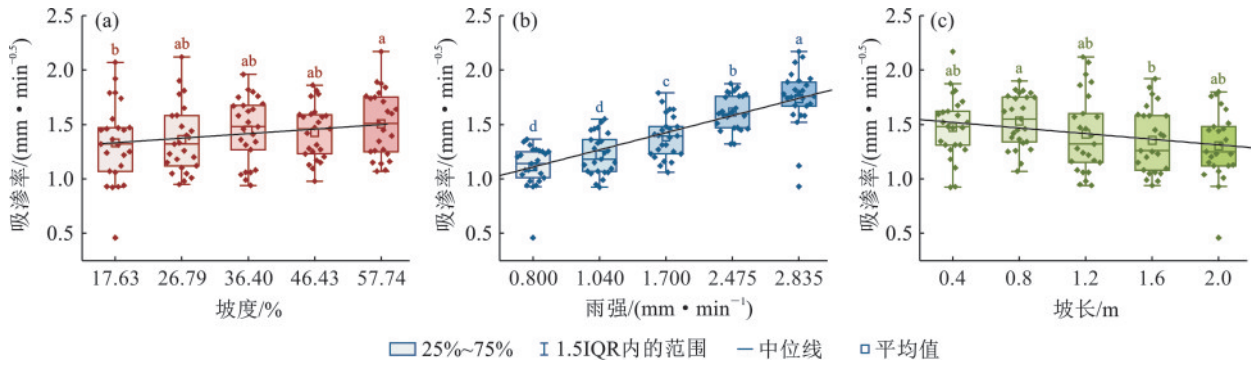 (a)
吸渗率/(mm·min⁻⁰·⁵)
2.5
2.0
1.5
1.0
0.5
b
ab
ab
ab
a
17.63 26.79 36.40 46.43 57.74
坡度/%
(b)
吸渗率/(mm·min⁻⁰·⁵)
2.5
2.0
1.5
1.0
0.5
d
d
c
b
a
0.800 1.040 1.700 2.475 2.835
雨强/(mm·min⁻¹)
(c)
吸渗率/(mm·min⁻⁰·⁵)
2.5
2.0
1.5
1.0
0.5
ab
a
ab
b
ab
0.4 0.8 1.2 1.6 2.0
坡长/m
25%~75% 1.5IQR内的范围 中位线 平均值